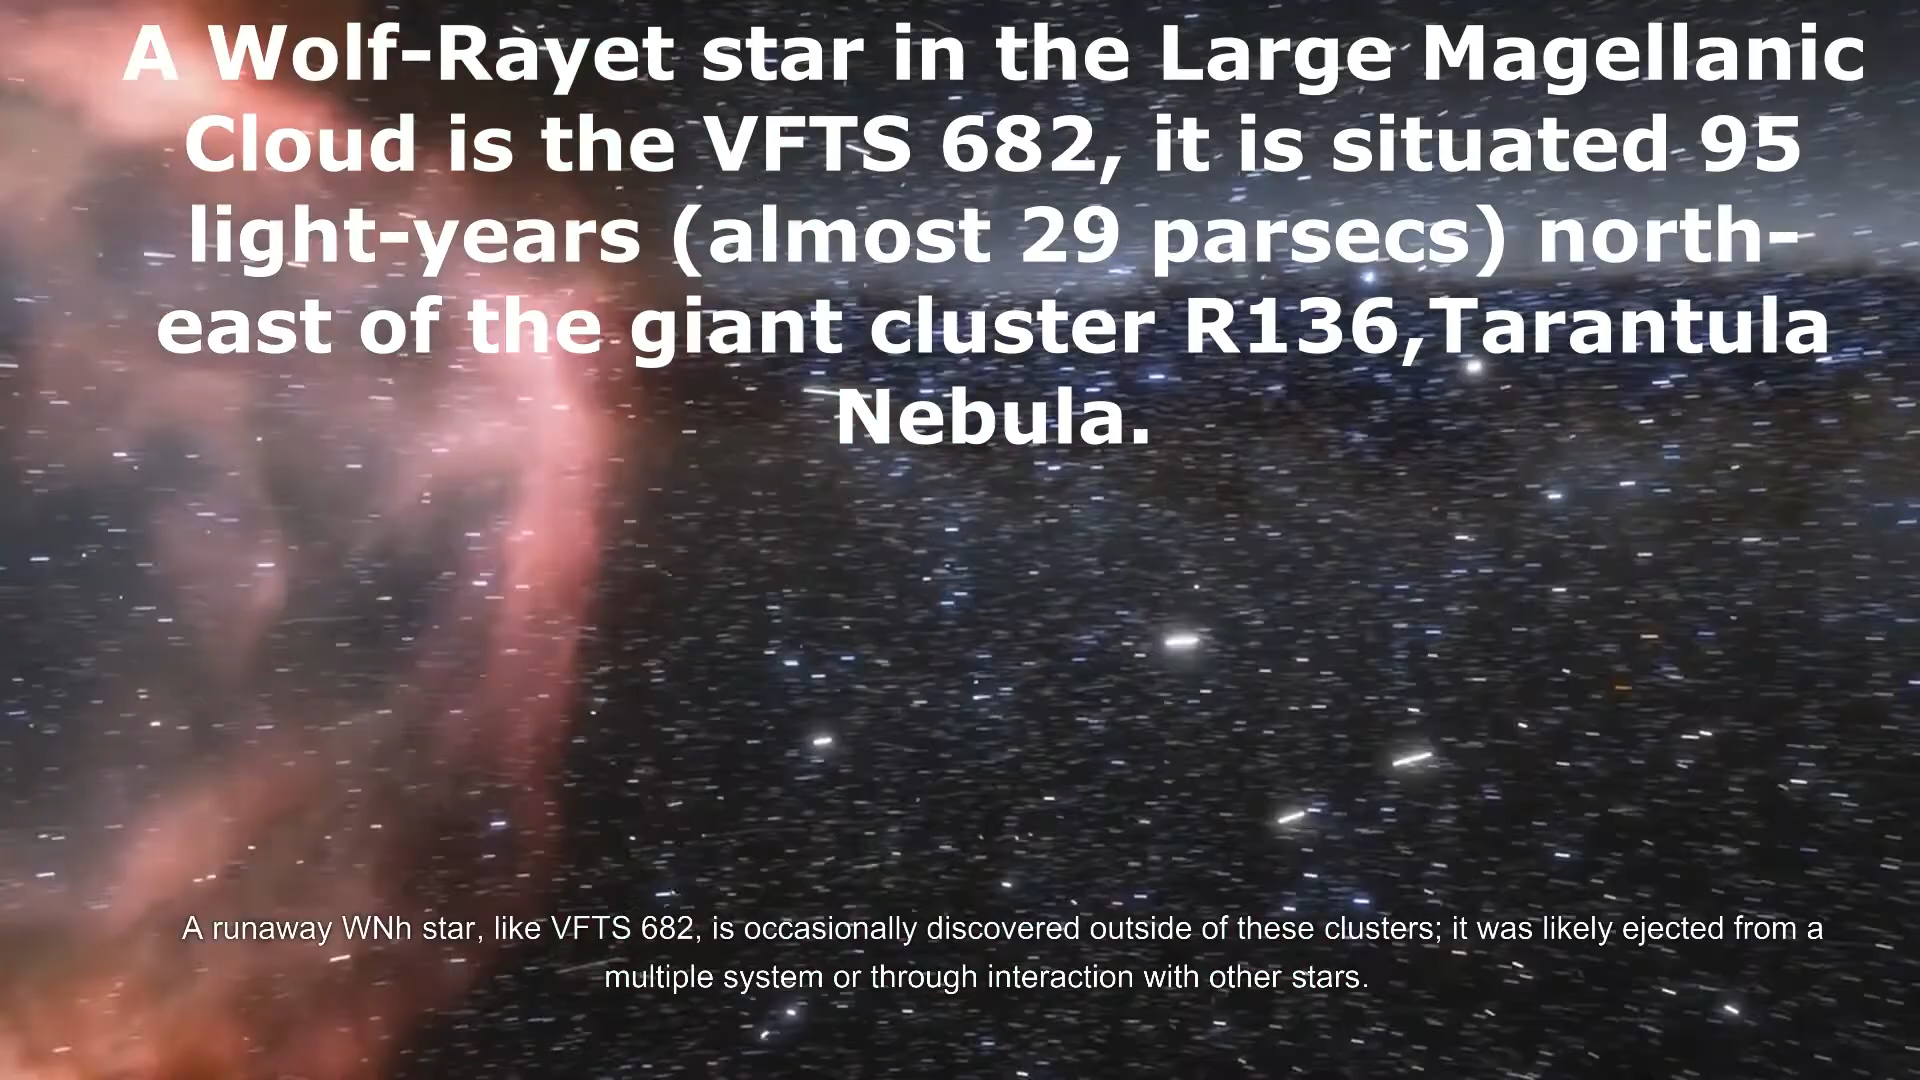 A Wolf-Rayet star in the Large Magellanic
Cloud is the VFTS 682, it is situated 95
light-years (almost 29 parsecs) north-
east of the giant cluster R136,Tarantula
Nebula.
A runaway WNh star, like VFTS 682, is occasionally discovered outside of these clusters; it was likely ejected from a
multiple system or through interaction with other stars.